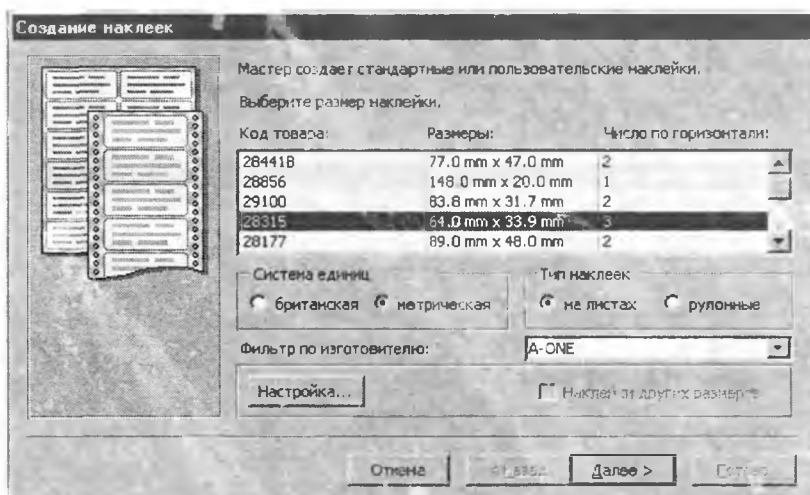 Создание наклеек
Мастер создает стандартные или пользовательские наклейки.
Выберите размер наклейки.
Код товара: Размеры: Число по горизонтали:
28441B 77.0 mm x 47.0 mm 2
28856 148.0 mm x 20.0 mm 1
29100 83.8 mm x 31.7 mm 2
28315 64.0 mm x 33.9 mm 3
28177 89.0 mm x 48.0 mm 2
Система единиц Тип наклеек
британская метрическая на листах рулонные
Фильтр по изготовителю: A-ONE
Настройка... Наклейки других размеров
Отмена < Назад Далее > Готово